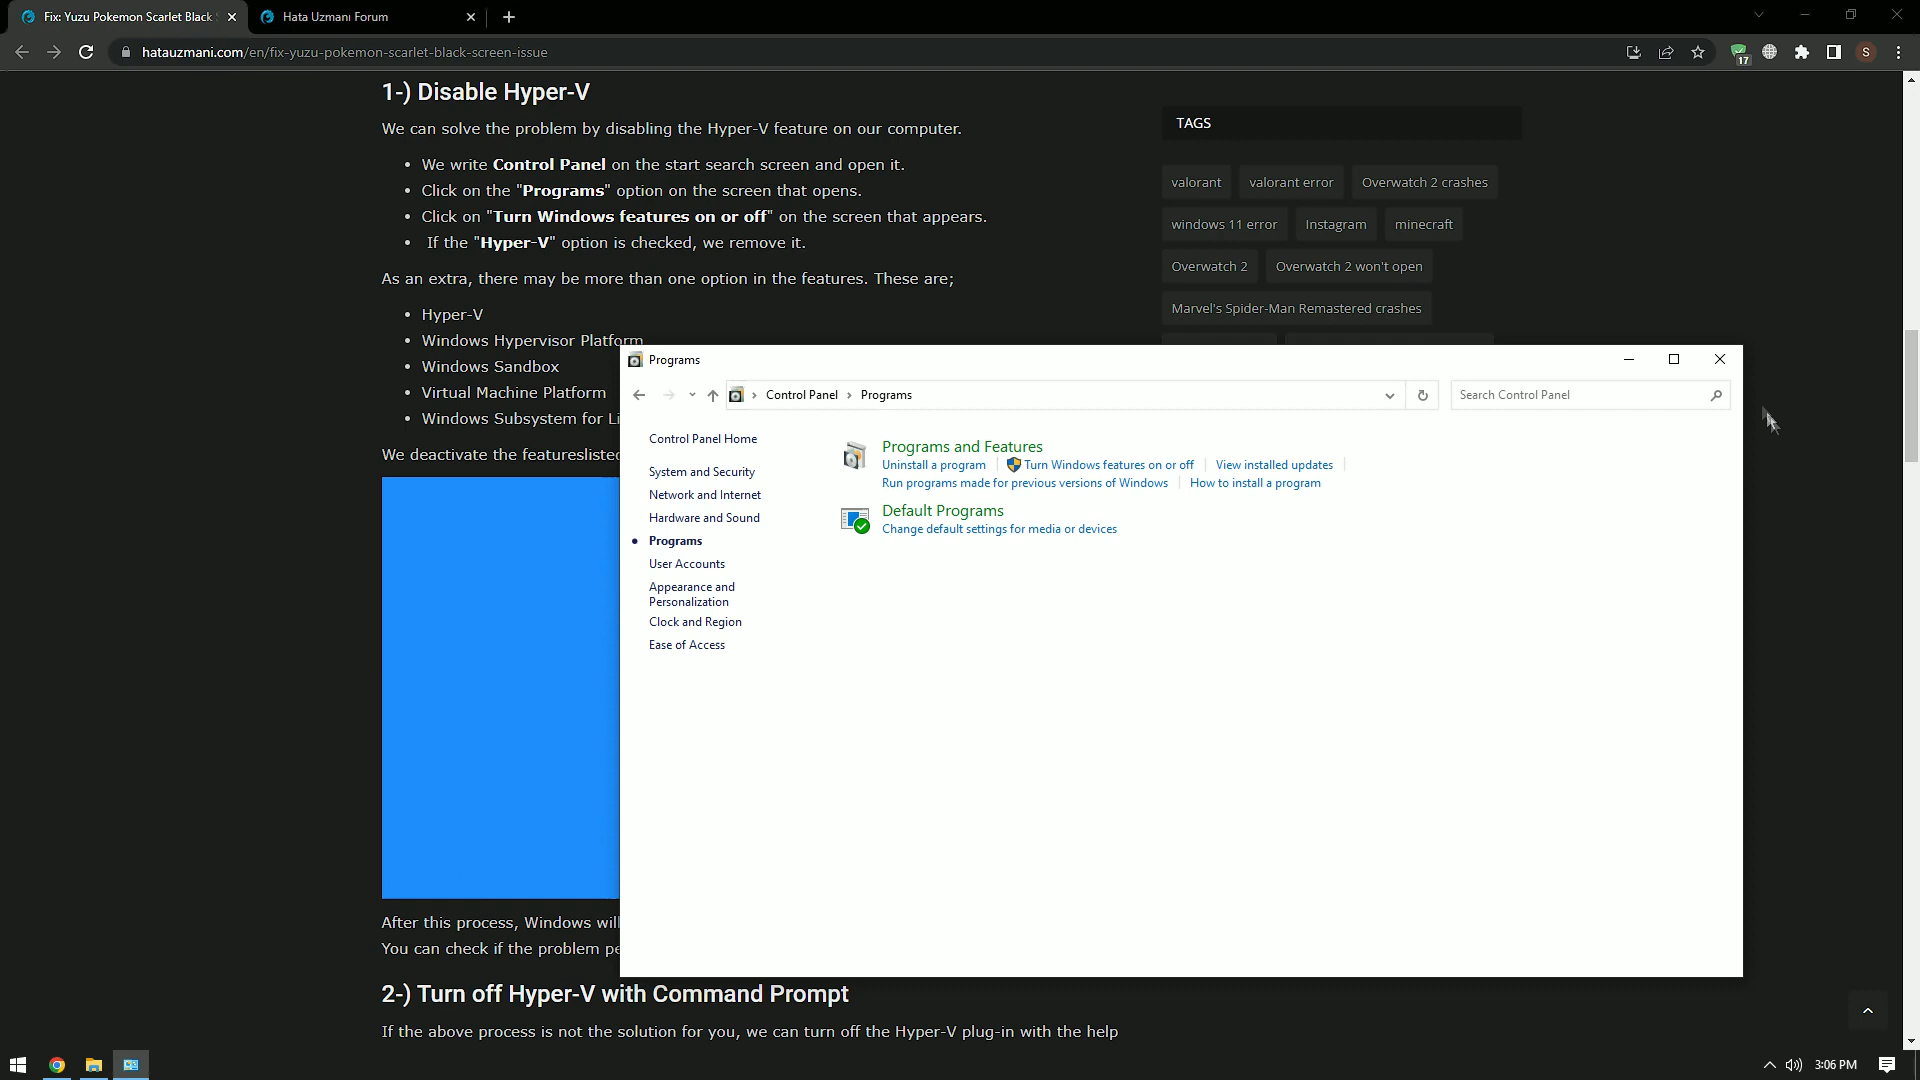 Fix: Yuzu Pokemon Scarlet Black
Hata Uzmanı Forum
hatauzmani.com/en/fix-yuzu-pokemon-scarlet-black-screen-issue
17
S
1-) Disable Hyper-V
We can solve the problem by disabling the Hyper-V feature on our computer.
• We write Control Panel on the start search screen and open it.
• Click on the "Programs" option on the screen that opens.
• Click on "Turn Windows features on or off" on the screen that appears.
• If the "Hyper-V" option is checked, we remove it.
As an extra, there may be more than one option in the features. These are;
• Hyper-V
• Windows Hypervisor Platform
• Windows Sandbox
• Virtual Machine Platform
• Windows Subsystem for Li
We deactivate the featureslisted
After this process, Windows will
You can check if the problem pe
2-) Turn off Hyper-V with Command Prompt
If the above process is not the solution for you, we can turn off the Hyper-V plug-in with the help
TAGS
valorant
valorant error
Overwatch 2 crashes
windows 11 error
Instagram
minecraft
Overwatch 2
Overwatch 2 won't open
Marvel's Spider-Man Remastered crashes
Programs
Control Panel > Programs
Search Control Panel
Control Panel Home
System and Security
Network and Internet
Hardware and Sound
• Programs
User Accounts
Appearance and
Personalization
Clock and Region
Ease of Access
Programs and Features
Uninstall a program
Turn Windows features on or off
View installed updates
Run programs made for previous versions of Windows
How to install a program
Default Programs
Change default settings for media or devices
3:06 PM